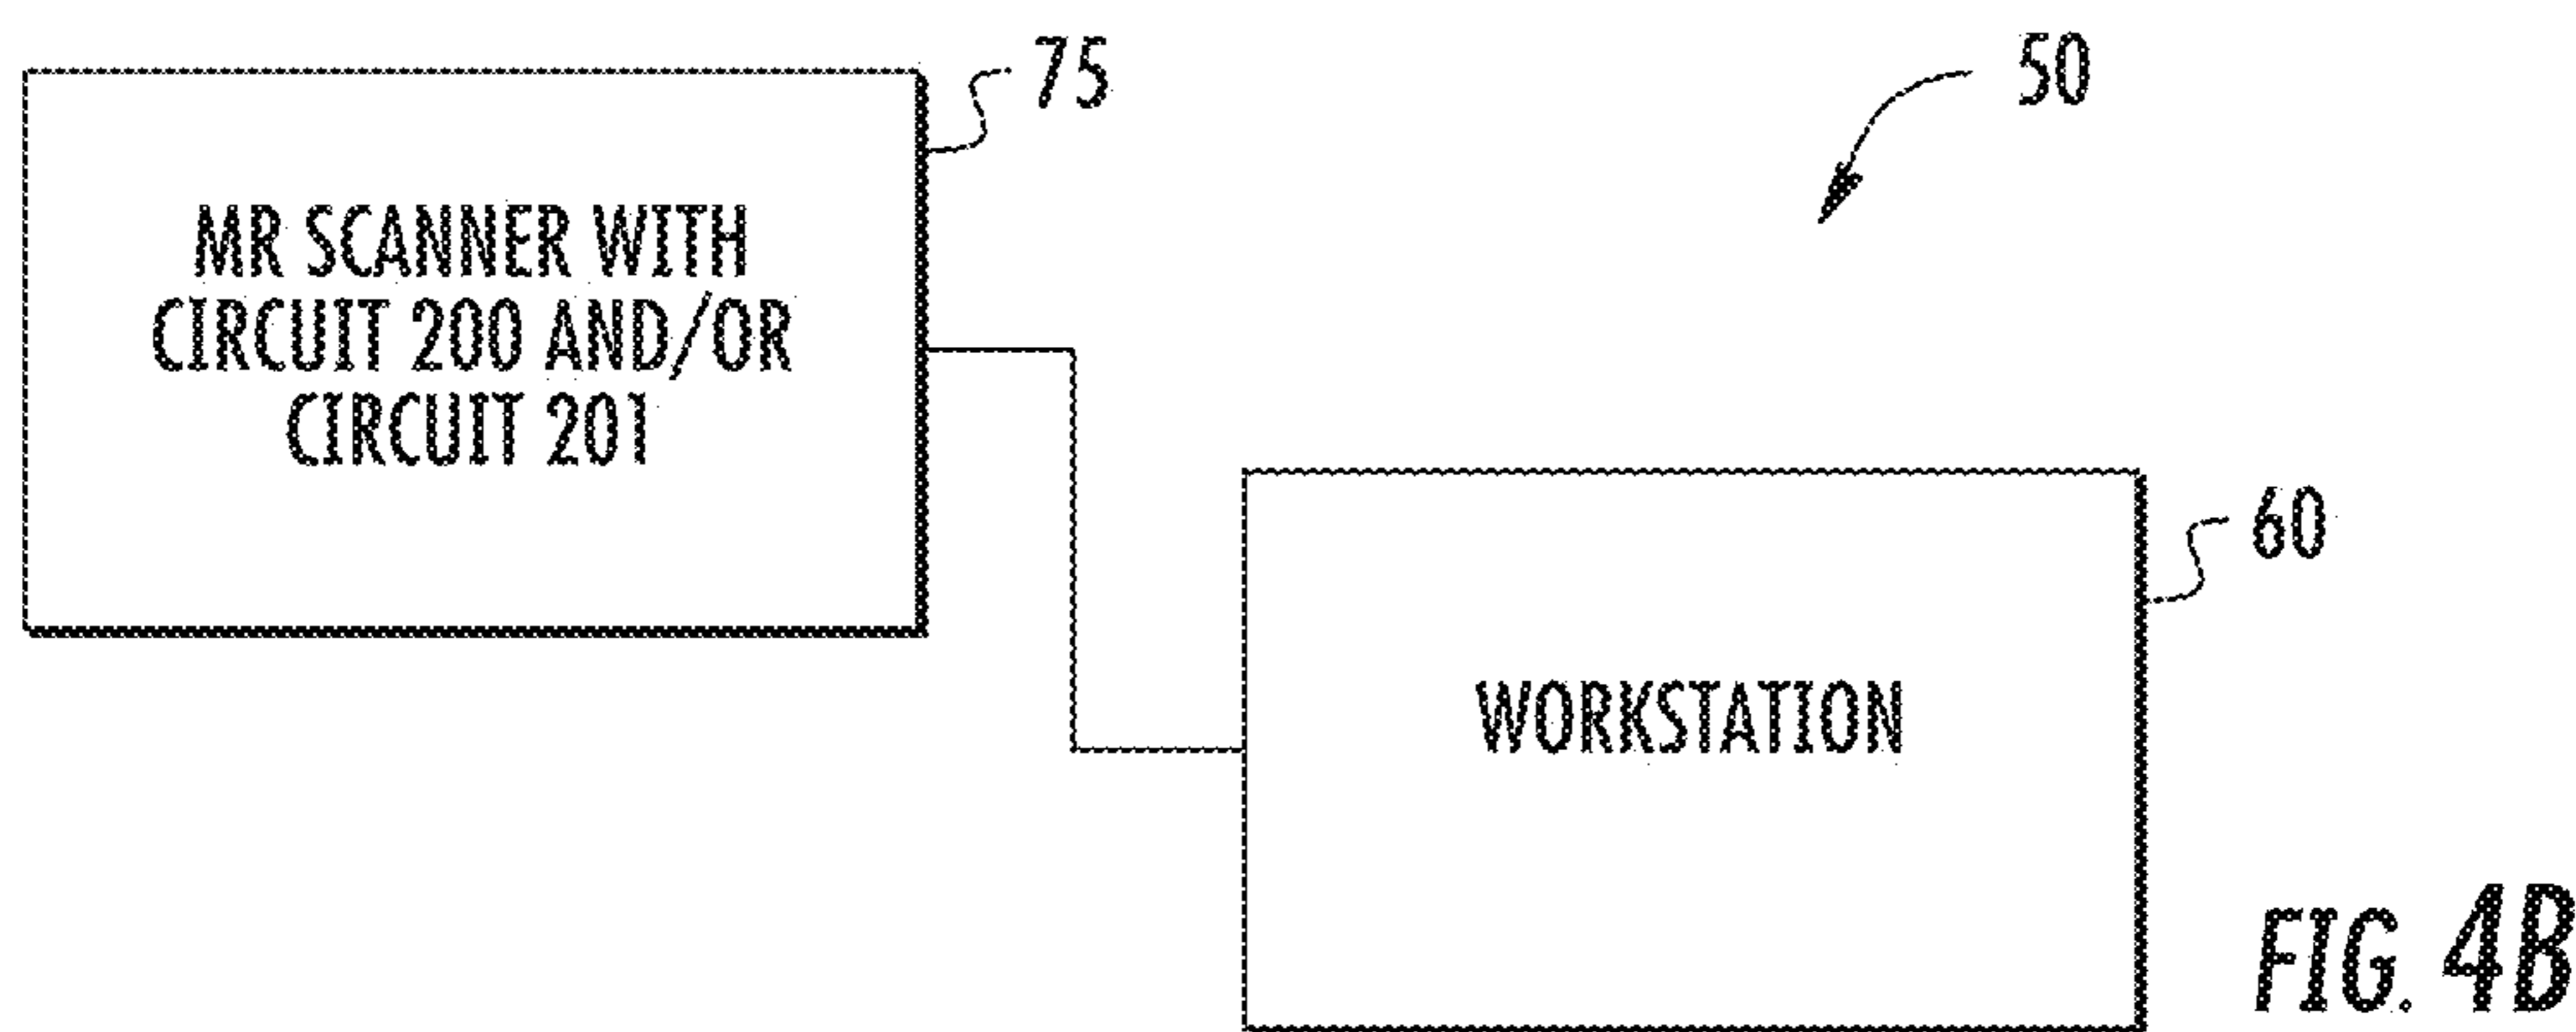 75
50
MR SCANNER WITH
CIRCUIT 200 AND/OR
CIRCUIT 201
60
WORKSTATION
FIG. 4B